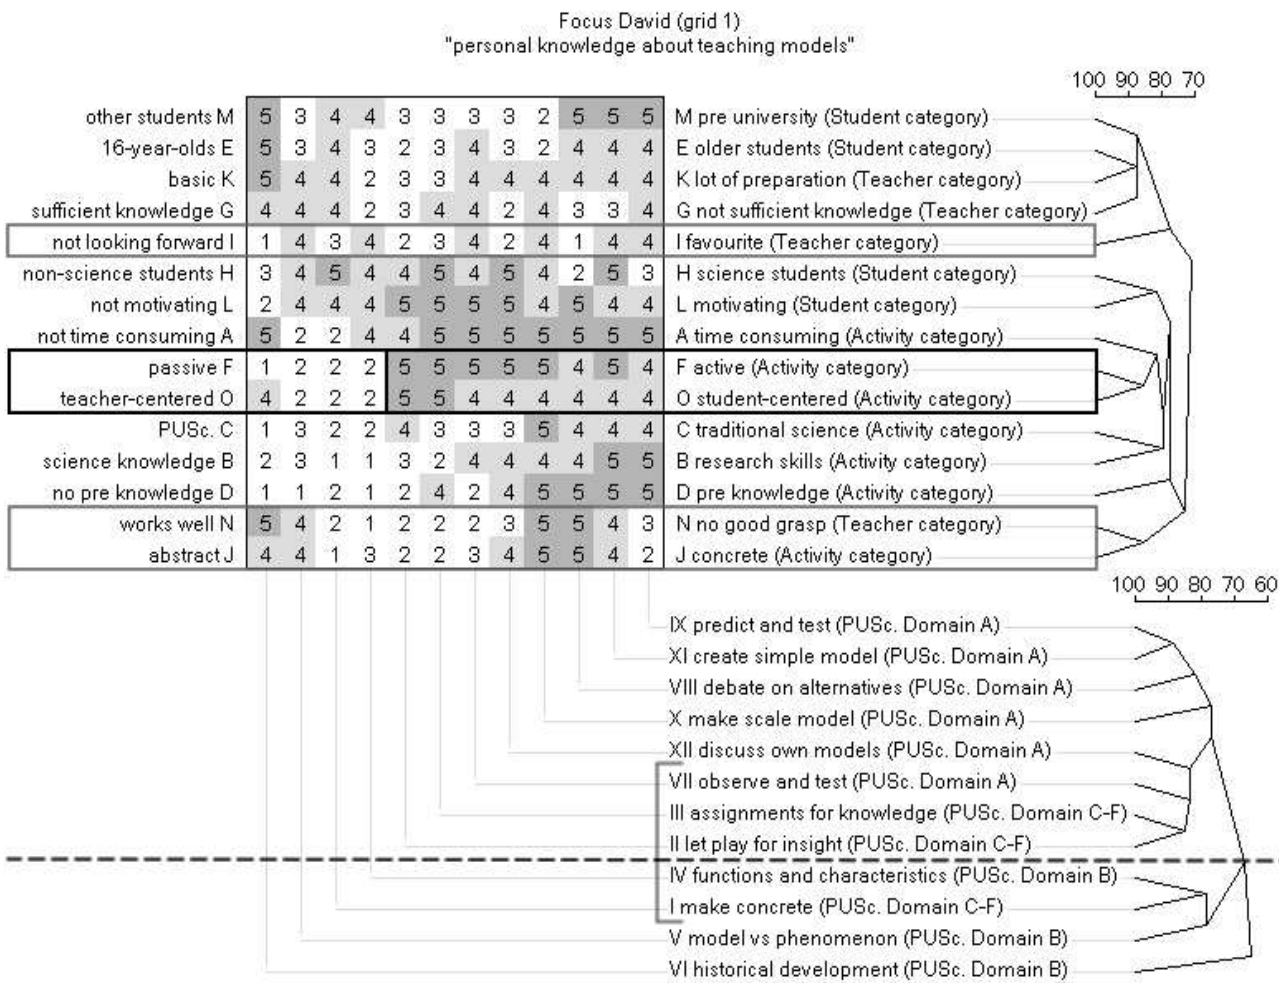 Focus David (grid 1)
"personal knowledge about teaching models"
100 90 80 70
other students M 5 3 4 4 3 3 3 3 2 5 5 5 M pre university (Student category)
16-year-olds E 5 3 4 3 2 3 4 3 2 4 4 4 E older students (Student category)
basic K 5 4 4 2 3 3 4 4 4 4 4 4 K lot of preparation (Teacher category)
sufficient knowledge G 4 4 4 2 3 4 4 2 4 3 3 4 G not sufficient knowledge (Teacher category)
not looking forward I 1 4 3 4 2 3 4 2 4 1 4 4 I favourite (Teacher category)
non-science students H 3 4 5 4 4 5 4 5 4 2 5 3 H science students (Student category)
not motivating L 2 4 4 4 5 5 5 5 4 5 4 4 L motivating (Student category)
not time consuming A 5 2 2 4 4 5 5 5 5 5 5 5 A time consuming (Activity category)
passive F 1 2 2 2 5 5 5 5 5 4 5 4 F active (Activity category)
teacher-centered O 4 2 2 2 5 5 4 4 4 4 4 4 O student-centered (Activity category)
PUSc. C 1 3 2 2 4 3 3 3 5 4 4 4 C traditional science (Activity category)
science knowledge B 2 3 1 1 3 2 4 4 4 4 5 5 B research skills (Activity category)
no pre knowledge D 1 1 2 1 2 4 2 4 5 5 5 5 D pre knowledge (Activity category)
works well N 5 4 2 1 2 2 2 3 5 5 4 3 N no good grasp (Teacher category)
abstract J 4 4 1 3 2 2 3 4 5 5 4 2 J concrete (Activity category)
100 90 80 70 60
IX predict and test (PUSc. Domain A)
XI create simple model (PUSc. Domain A)
VIII debate on alternatives (PUSc. Domain A)
X make scale model (PUSc. Domain A)
XII discuss own models (PUSc. Domain A)
VII observe and test (PUSc. Domain A)
III assignments for knowledge (PUSc. Domain C-F)
II let play for insight (PUSc. Domain C-F)
IV functions and characteristics (PUSc. Domain B)
I make concrete (PUSc. Domain C-F)
V model vs phenomenon (PUSc. Domain B)
VI historical development (PUSc. Domain B)